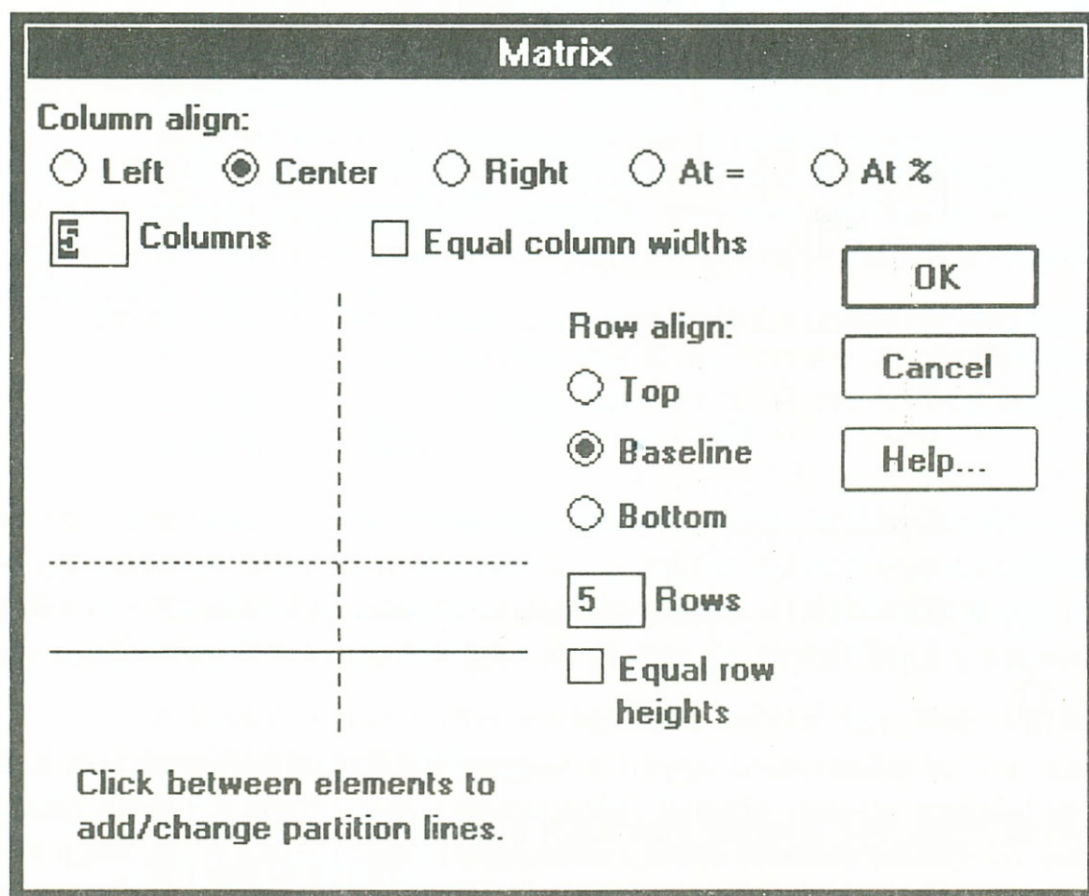 Matrix
Column align:
Left Center Right At = At %
5 Columns Equal column widths
OK
Row align:
Top
Cancel
Baseline
Help...
Bottom
5 Rows
Equal row
heights
Click between elements to
add/change partition lines.